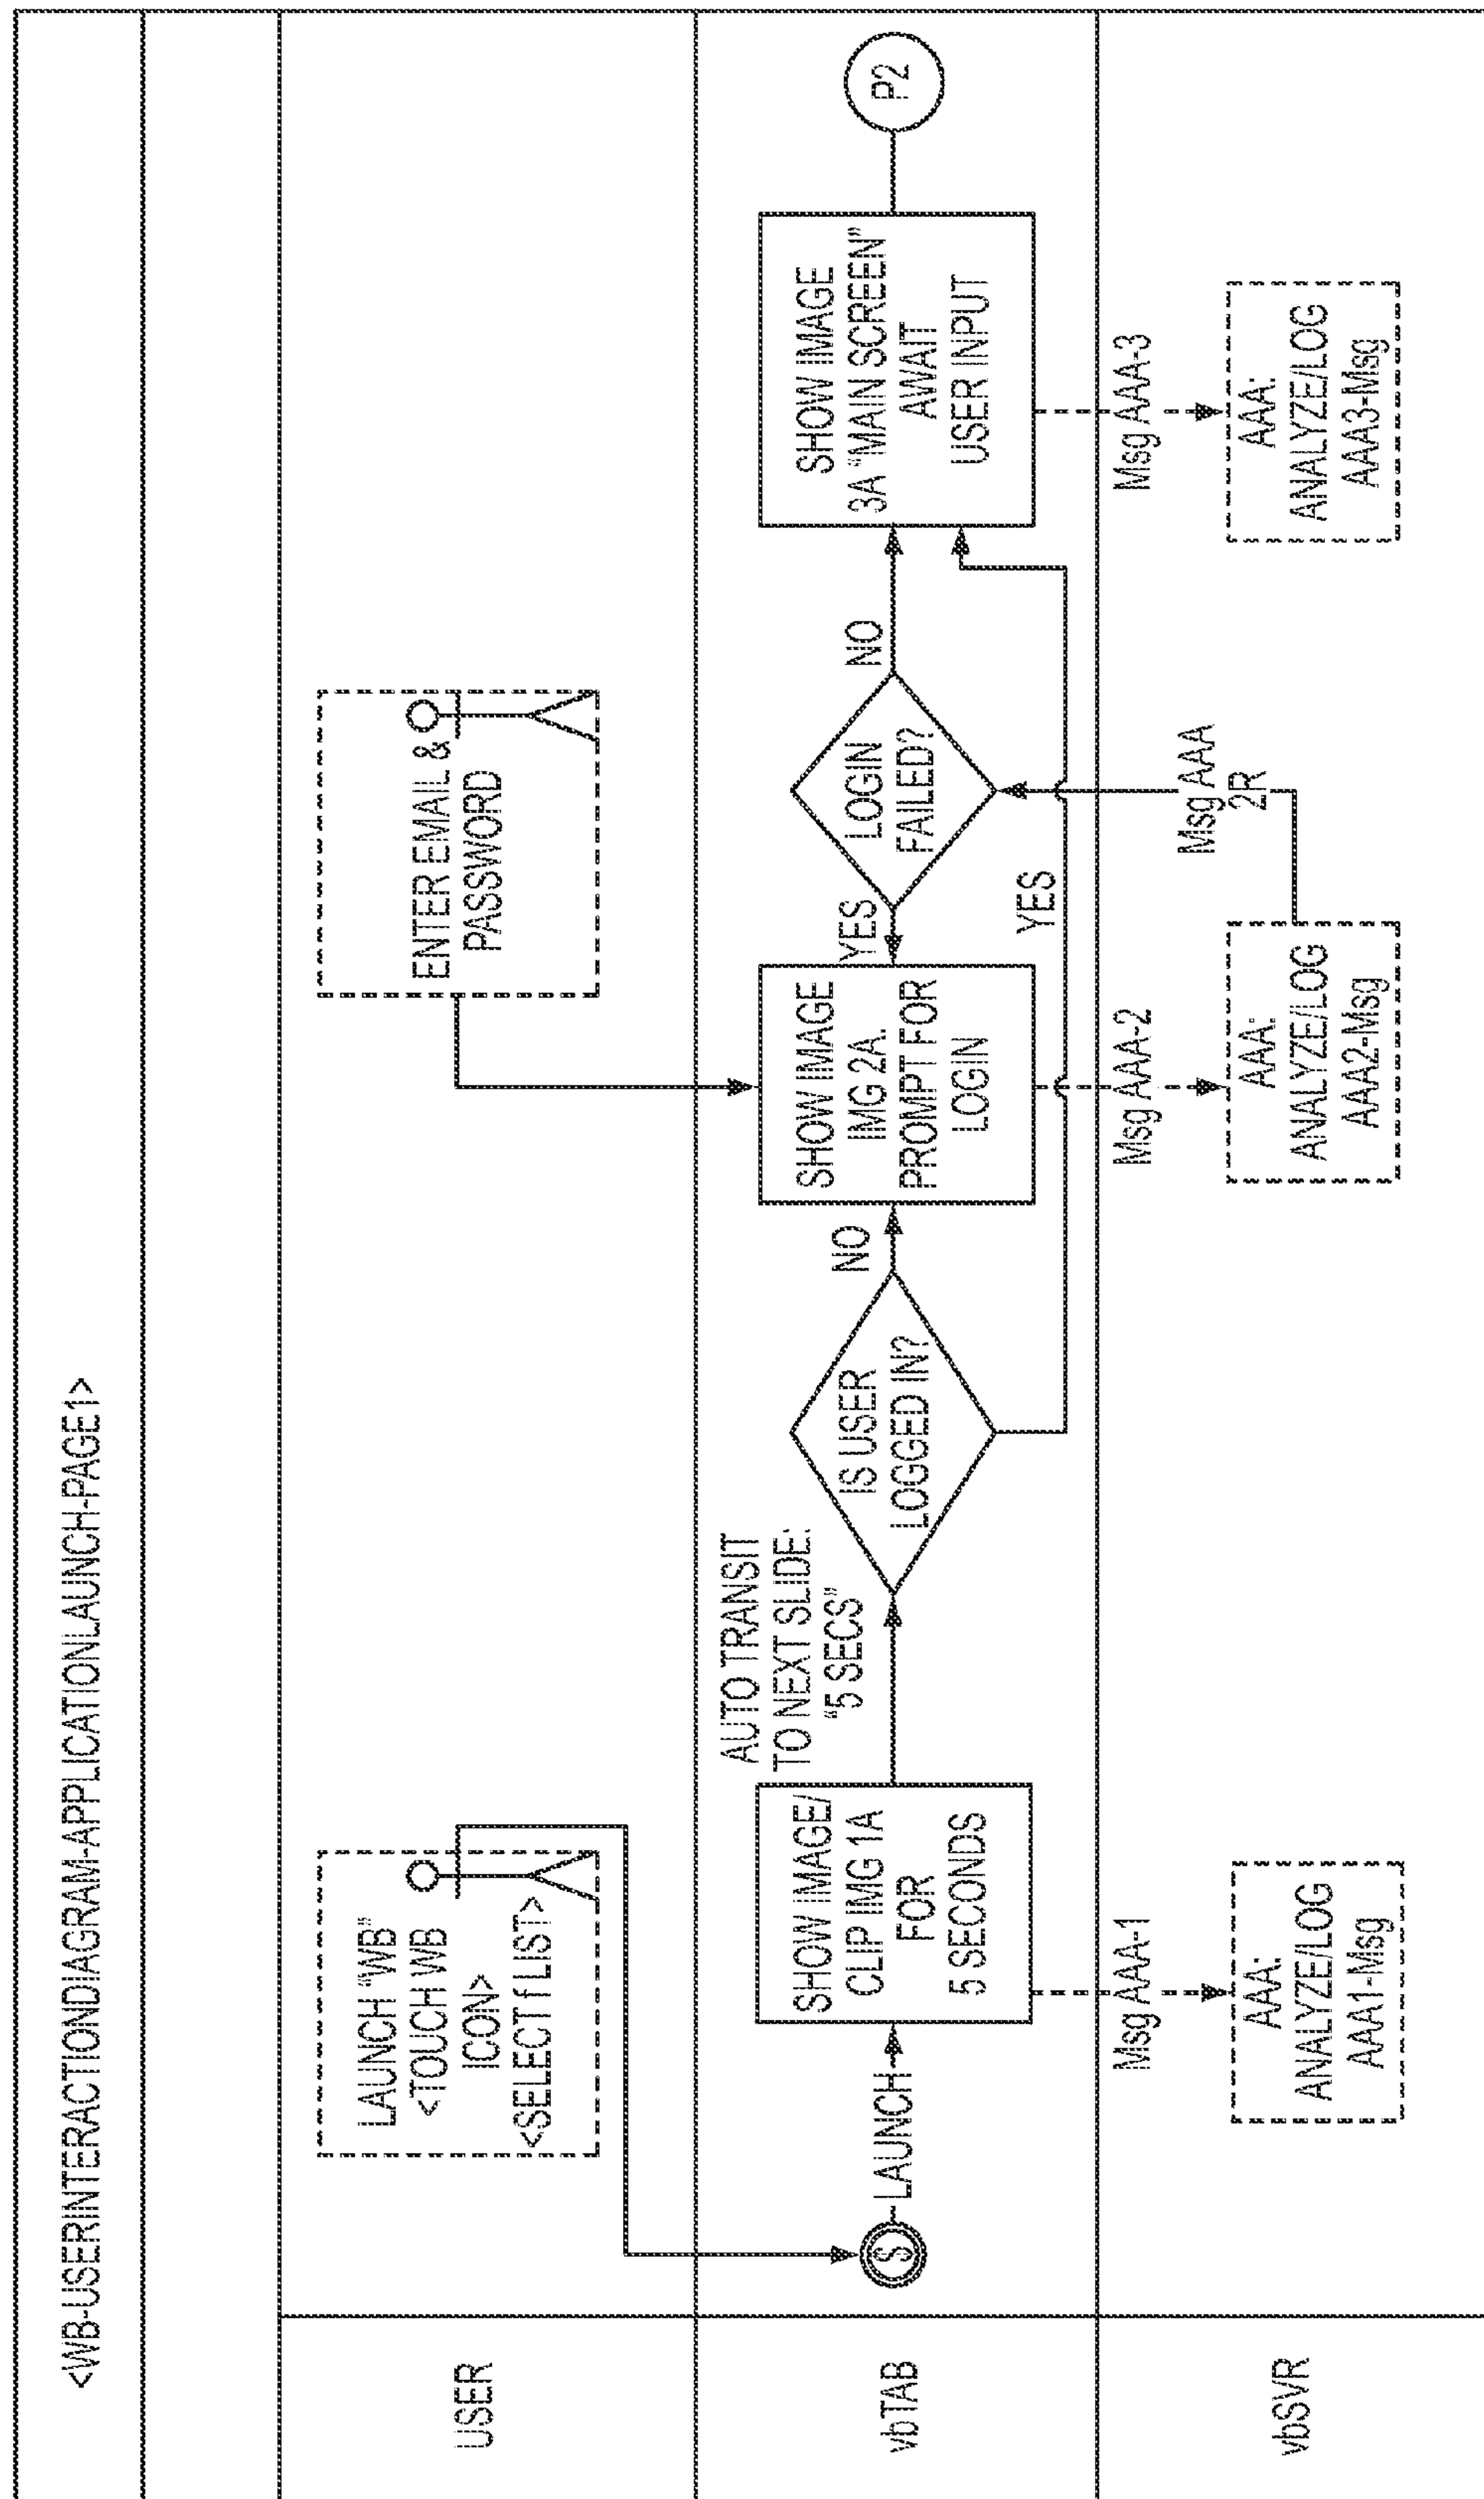 <WB-USERINTERACTIONDIAGRAM-APPLICATIONLAUNCH-PAGE1>
USER
LAUNCH "WB"
<TOUCH WB
ICON>
<SELECT f LIST>
ENTER EMAIL &
PASSWORD
vbTAB
S
LAUNCH
SHOW IMAGE/
CLIP IMG 1A
FOR
5 SECONDS
AUTO TRANSIT
TO NEXT SLIDE:
"5 SECS"
IS USER
LOGGED IN?
NO
YES
SHOW IMAGE
IMG 2A.
PROMPT FOR
LOGIN
YES
LOGIN
FAILED?
NO
SHOW IMAGE
3A "MAIN SCREEN"
AWAIT
USER INPUT
P2
vbSVR
Msg AAA-1
AAA:
ANALYZE/LOG
AAA1-Msg
Msg AAA-2
AAA:
ANALYZE/LOG
AAA2-Msg
Msg AAA
2R
Msg AAA-3
AAA:
ANALYZE/LOG
AAA3-Msg